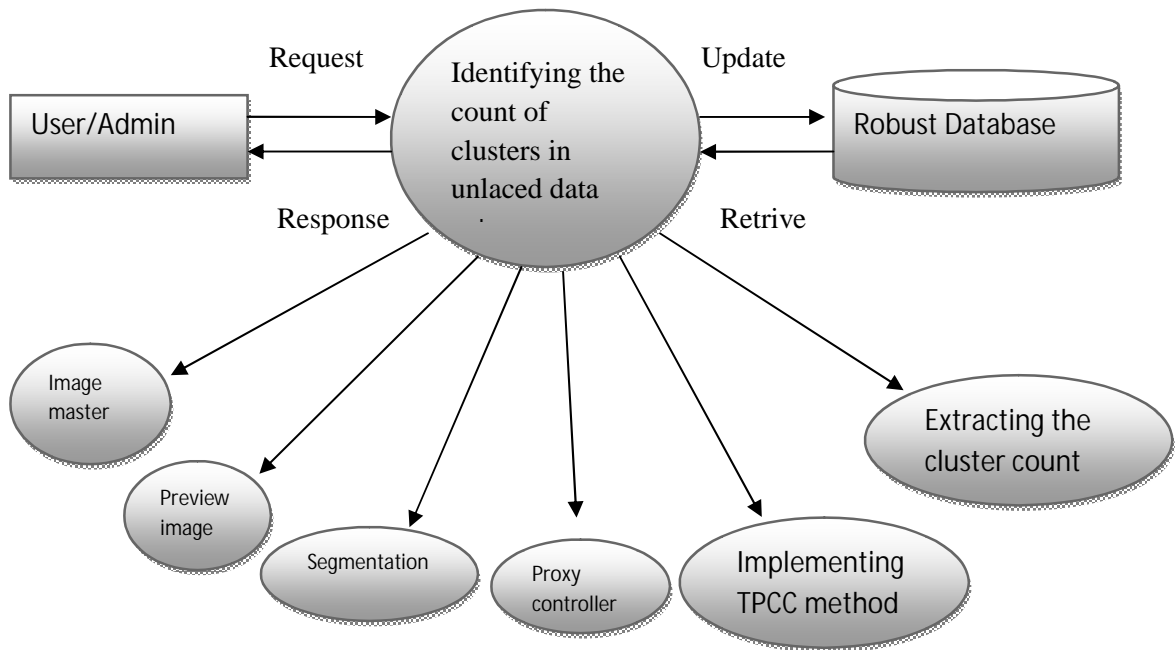 Request
Identifying the
count of
clusters in
unlaced data
.
Update
User/Admin
Robust Database
Response
Retrive
Image
master
Preview
image
Segmentation
Proxy
controller
Implementing
TPCC method
Extracting the
cluster count